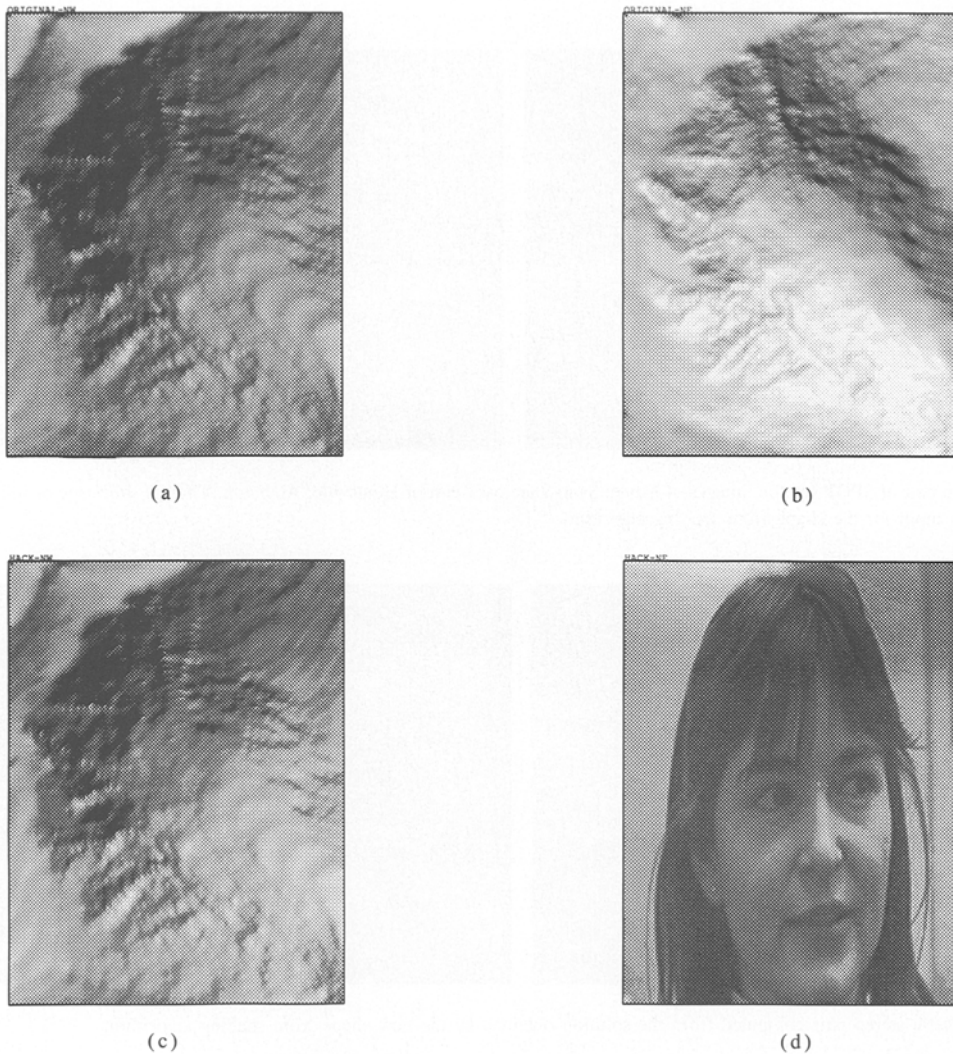 ORIGINAL-NW
ORIGINAL-NE
(a)
(b)
HACK-NW
HACK-NE
(c)
(d)